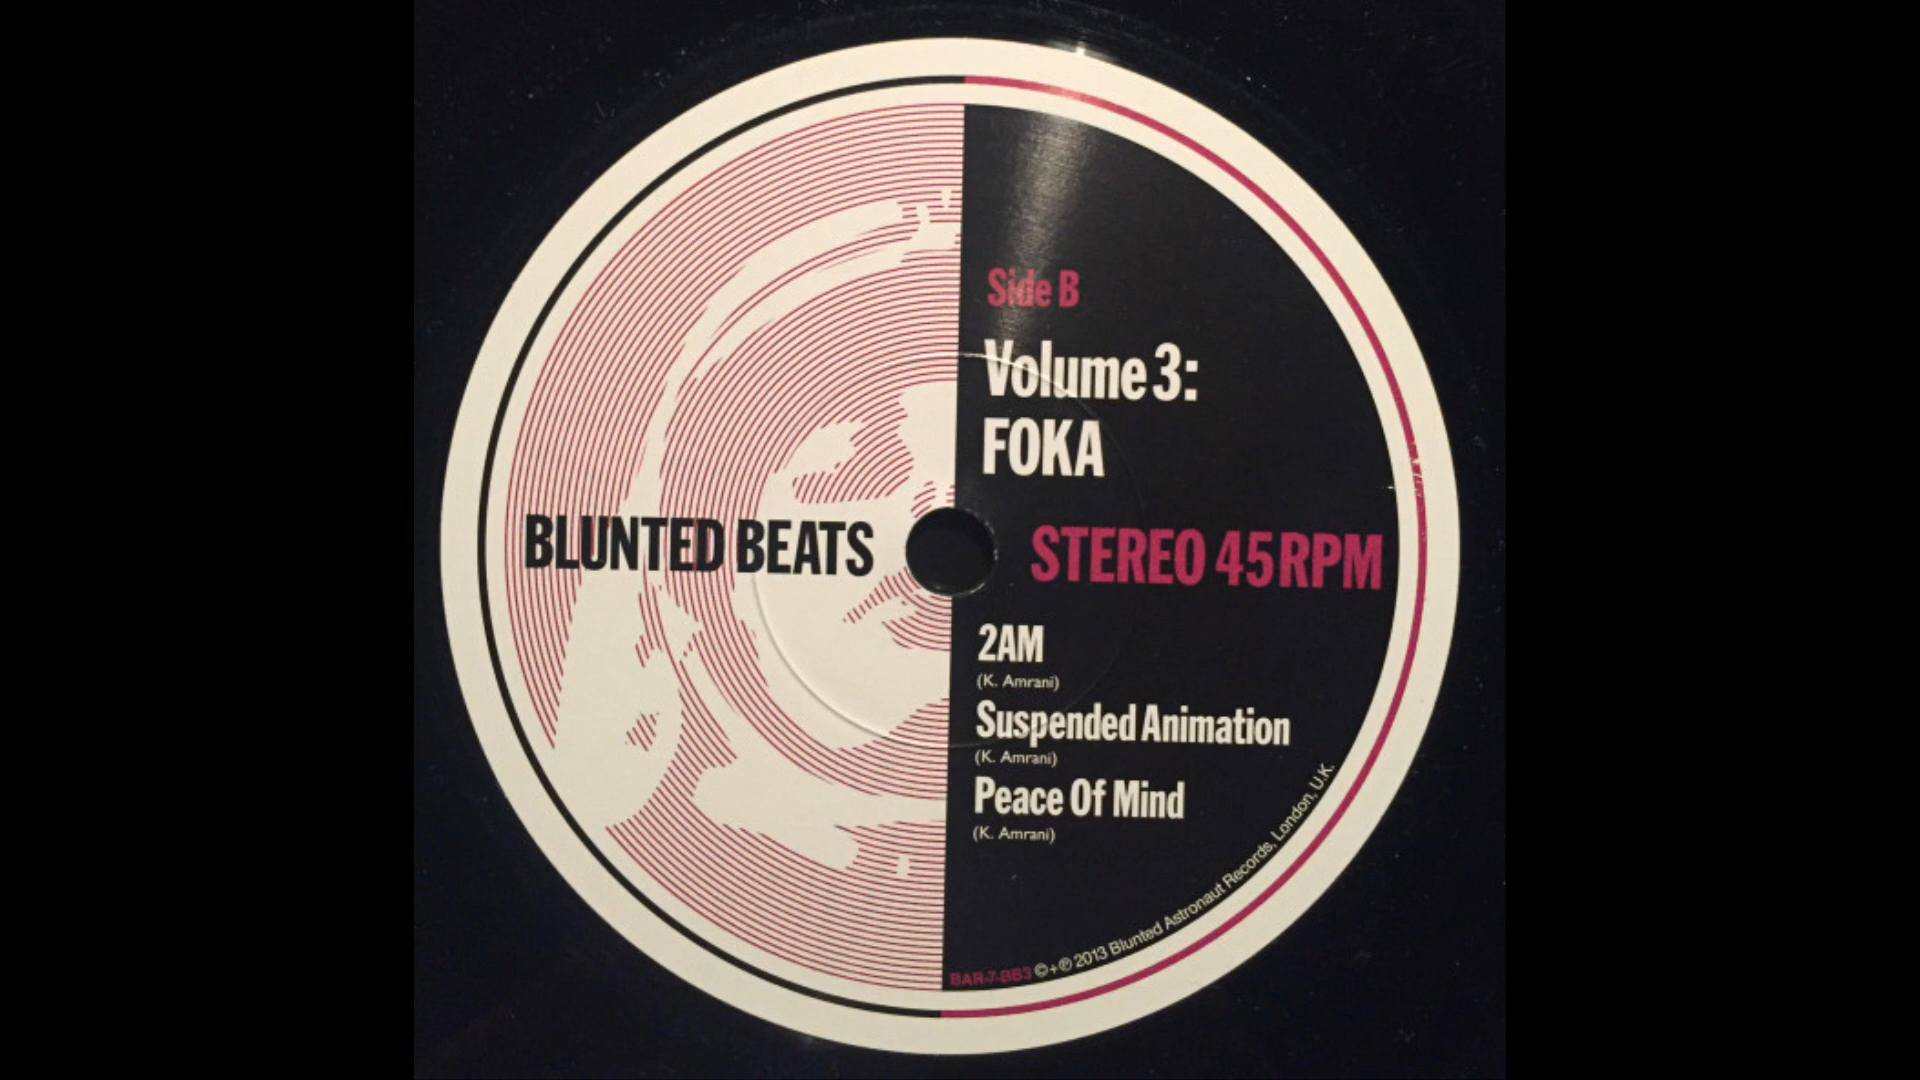 Side B
Volume 3:
FOKA
BLUNTED BEATS
STEREO 45RPM
2AM
(K. Amrani)
Suspended Animation
(K. Amrani)
Peace Of Mind
(K. Amrani)
BAR-7-BB3 ©+℗ 2013 Blunted Astronaut Records, London, U.K.